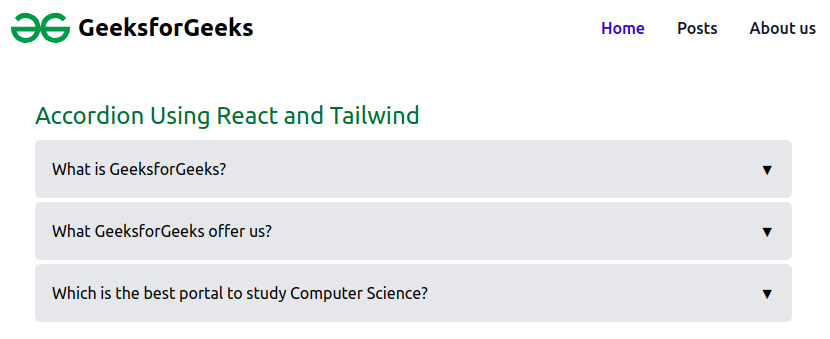 GeeksforGeeks Home Posts About us
Accordion Using React and Tailwind
What is GeeksforGeeks? ▼
What GeeksforGeeks offer us? ▼
Which is the best portal to study Computer Science? ▼